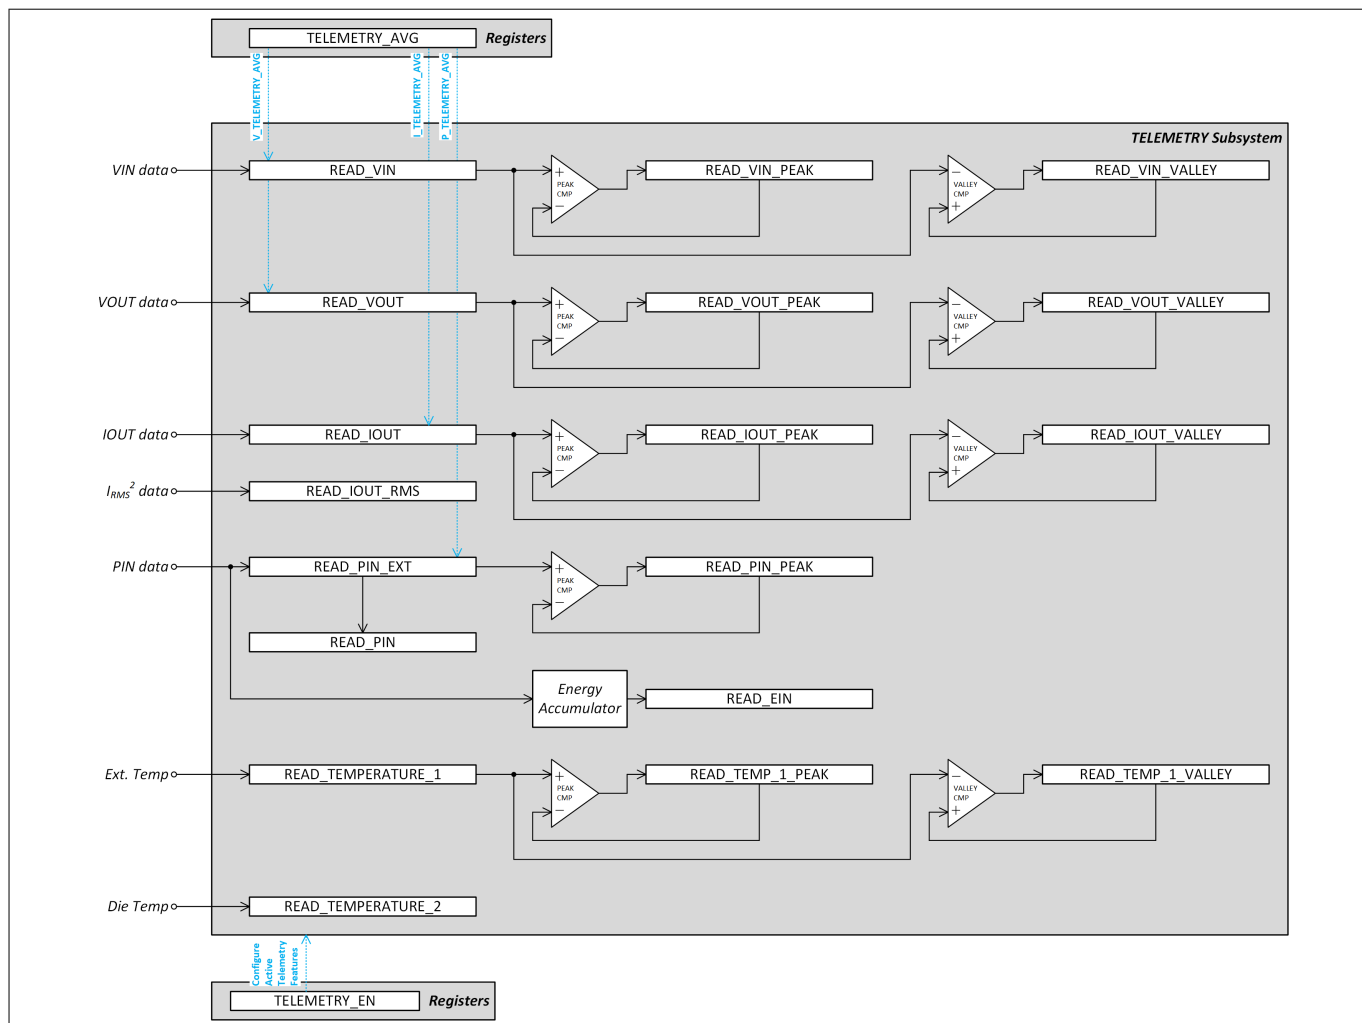 TELEMETRY_AVG
Registers
V_TELEMETRY_AVG
I_TELEMETRY_AVG
P_TELEMETRY_AVG
TELEMETRY Subsystem
VIN data
READ_VIN
+
PEAK
CMP
−
READ_VIN_PEAK
−
VALLEY
CMP
+
READ_VIN_VALLEY
VOUT data
READ_VOUT
+
PEAK
CMP
−
READ_VOUT_PEAK
−
VALLEY
CMP
+
READ_VOUT_VALLEY
IOUT data
READ_IOUT
+
PEAK
CMP
−
READ_IOUT_PEAK
−
VALLEY
CMP
+
READ_IOUT_VALLEY
I_RMS² data
READ_IOUT_RMS
PIN data
READ_PIN_EXT
+
PEAK
CMP
−
READ_PIN_PEAK
READ_PIN
Energy
Accumulator
READ_EIN
Ext. Temp
READ_TEMPERATURE_1
+
PEAK
CMP
−
READ_TEMP_1_PEAK
−
VALLEY
CMP
+
READ_TEMP_1_VALLEY
Die Temp
READ_TEMPERATURE_2
Configure
Active
Telemetry
Features
TELEMETRY_EN
Registers